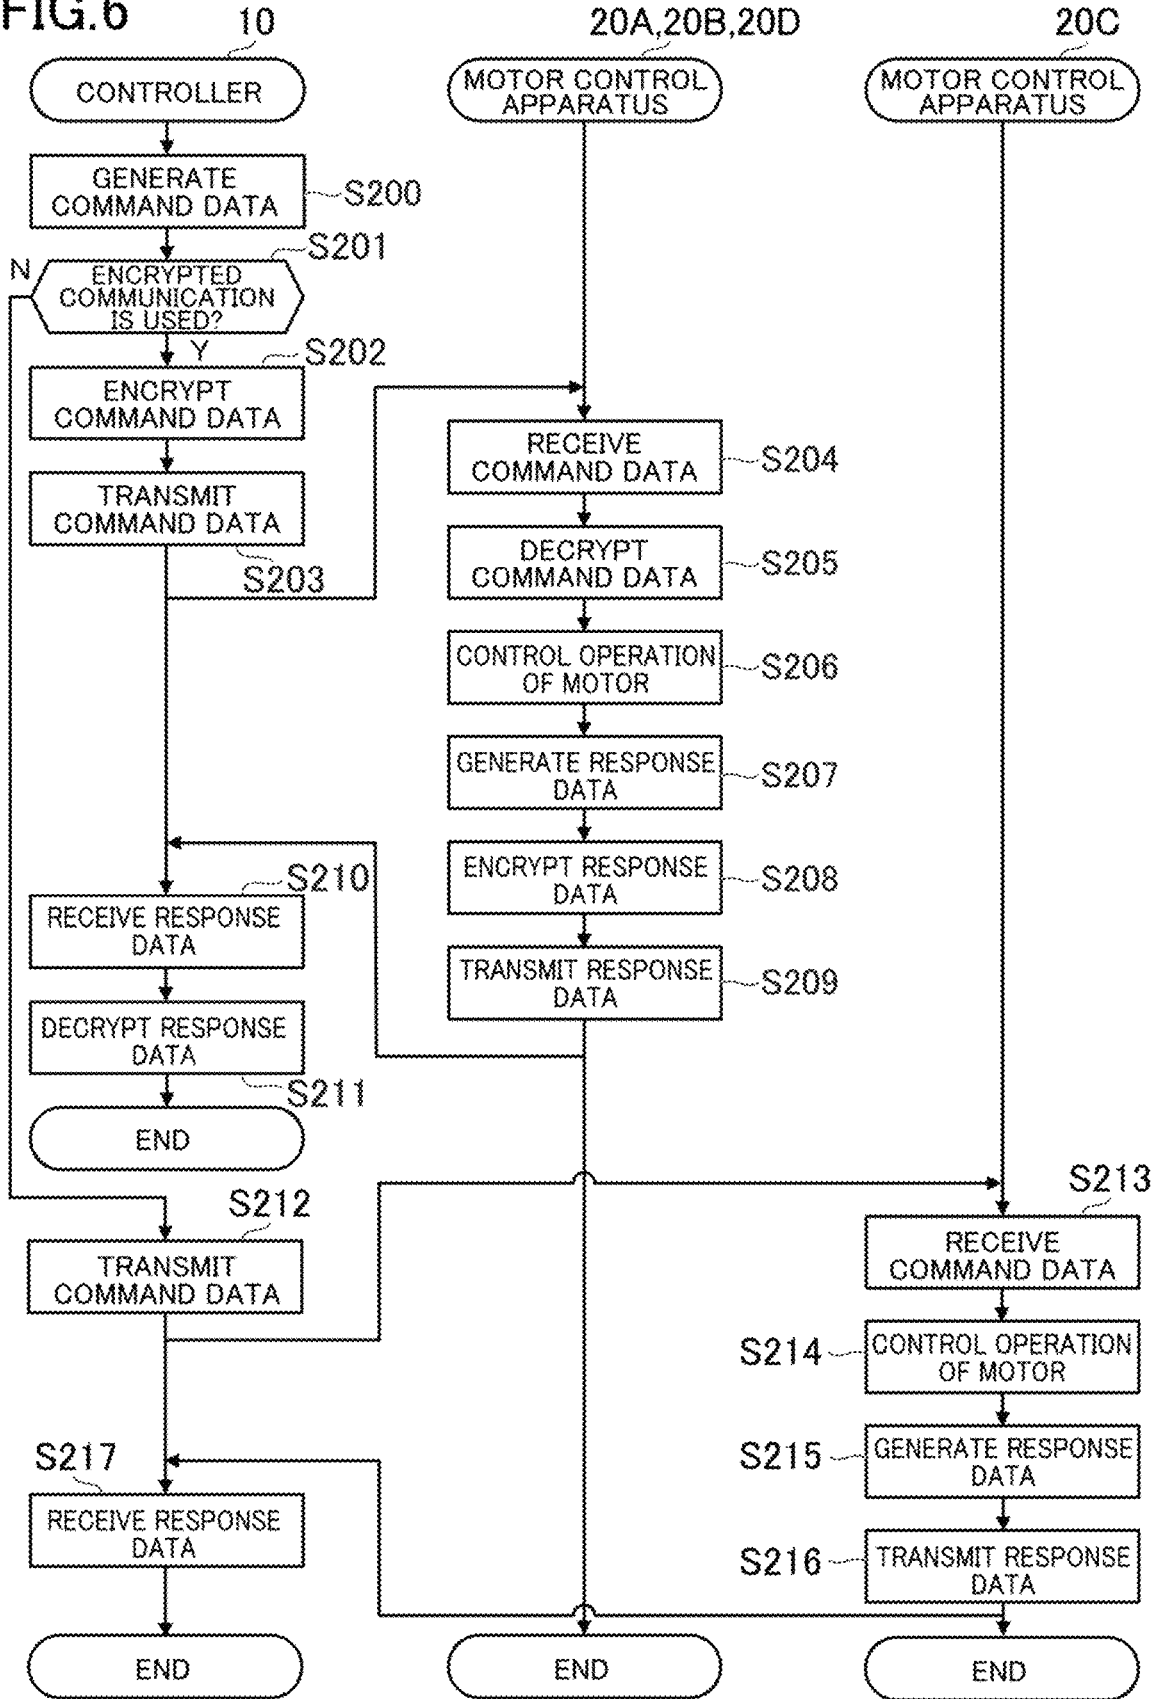 FIG.6
10
20A,20B,20D
20C
CONTROLLER
MOTOR CONTROL
APPARATUS
MOTOR CONTROL
APPARATUS
GENERATE
COMMAND DATA
S200
S201
N
ENCRYPTED
COMMUNICATION
IS USED?
Y
S202
ENCRYPT
COMMAND DATA
TRANSMIT
COMMAND DATA
S203
RECEIVE
COMMAND DATA
S204
DECRYPT
COMMAND DATA
S205
CONTROL OPERATION
OF MOTOR
S206
GENERATE RESPONSE
DATA
S207
ENCRYPT RESPONSE
DATA
S208
TRANSMIT RESPONSE
DATA
S209
S210
RECEIVE RESPONSE
DATA
DECRYPT RESPONSE
DATA
S211
END
S212
TRANSMIT
COMMAND DATA
S213
RECEIVE
COMMAND DATA
S214
CONTROL OPERATION
OF MOTOR
S215
GENERATE RESPONSE
DATA
S216
TRANSMIT RESPONSE
DATA
S217
RECEIVE RESPONSE
DATA
END
END
END